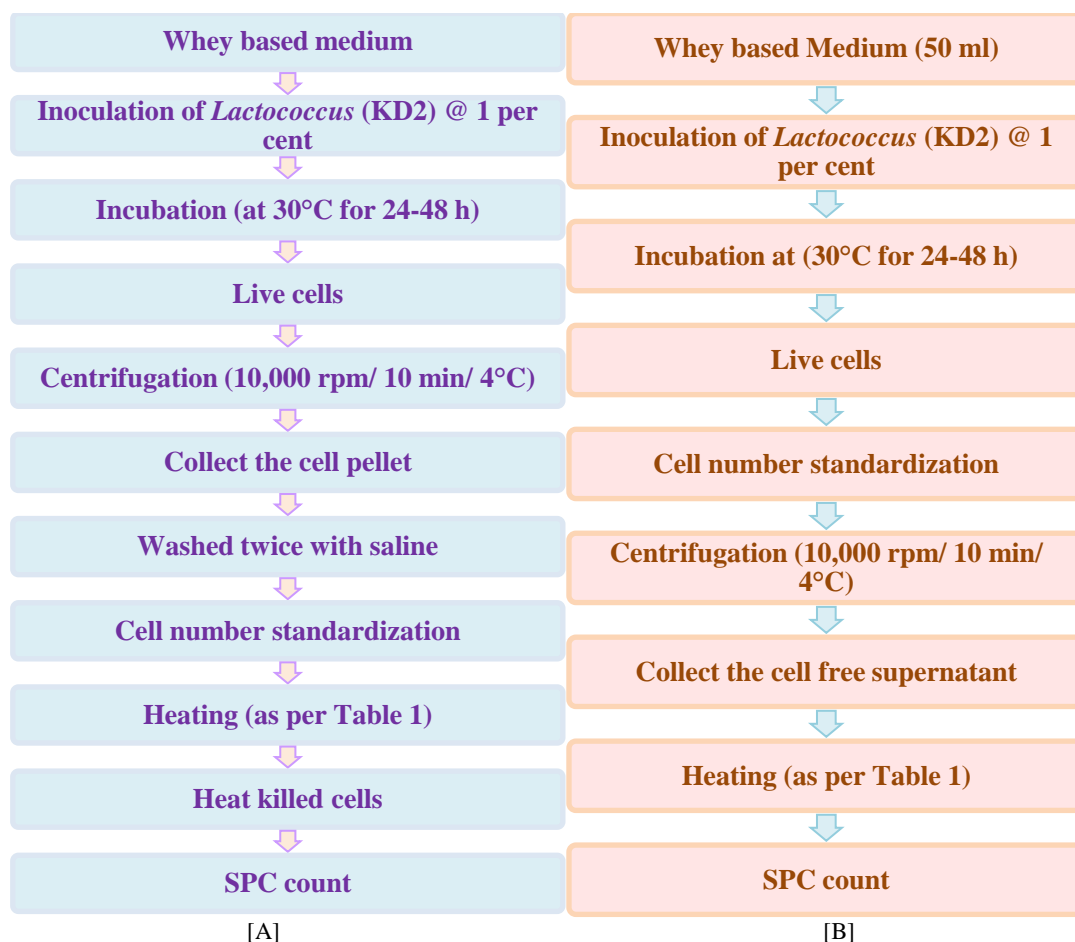 Whey based medium
Inoculation of Lactococcus (KD2) @ 1 per
cent
Incubation (at 30°C for 24-48 h)
Live cells
Centrifugation (10,000 rpm/ 10 min/ 4°C)
Collect the cell pellet
Washed twice with saline
Cell number standardization
Heating (as per Table 1)
Heat killed cells
SPC count
[A]
Whey based Medium (50 ml)
Inoculation of Lactococcus (KD2) @ 1
per cent
Incubation at (30°C for 24-48 h)
Live cells
Cell number standardization
Centrifugation (10,000 rpm/ 10 min/
4°C)
Collect the cell free supernatant
Heating (as per Table 1)
SPC count
[B]